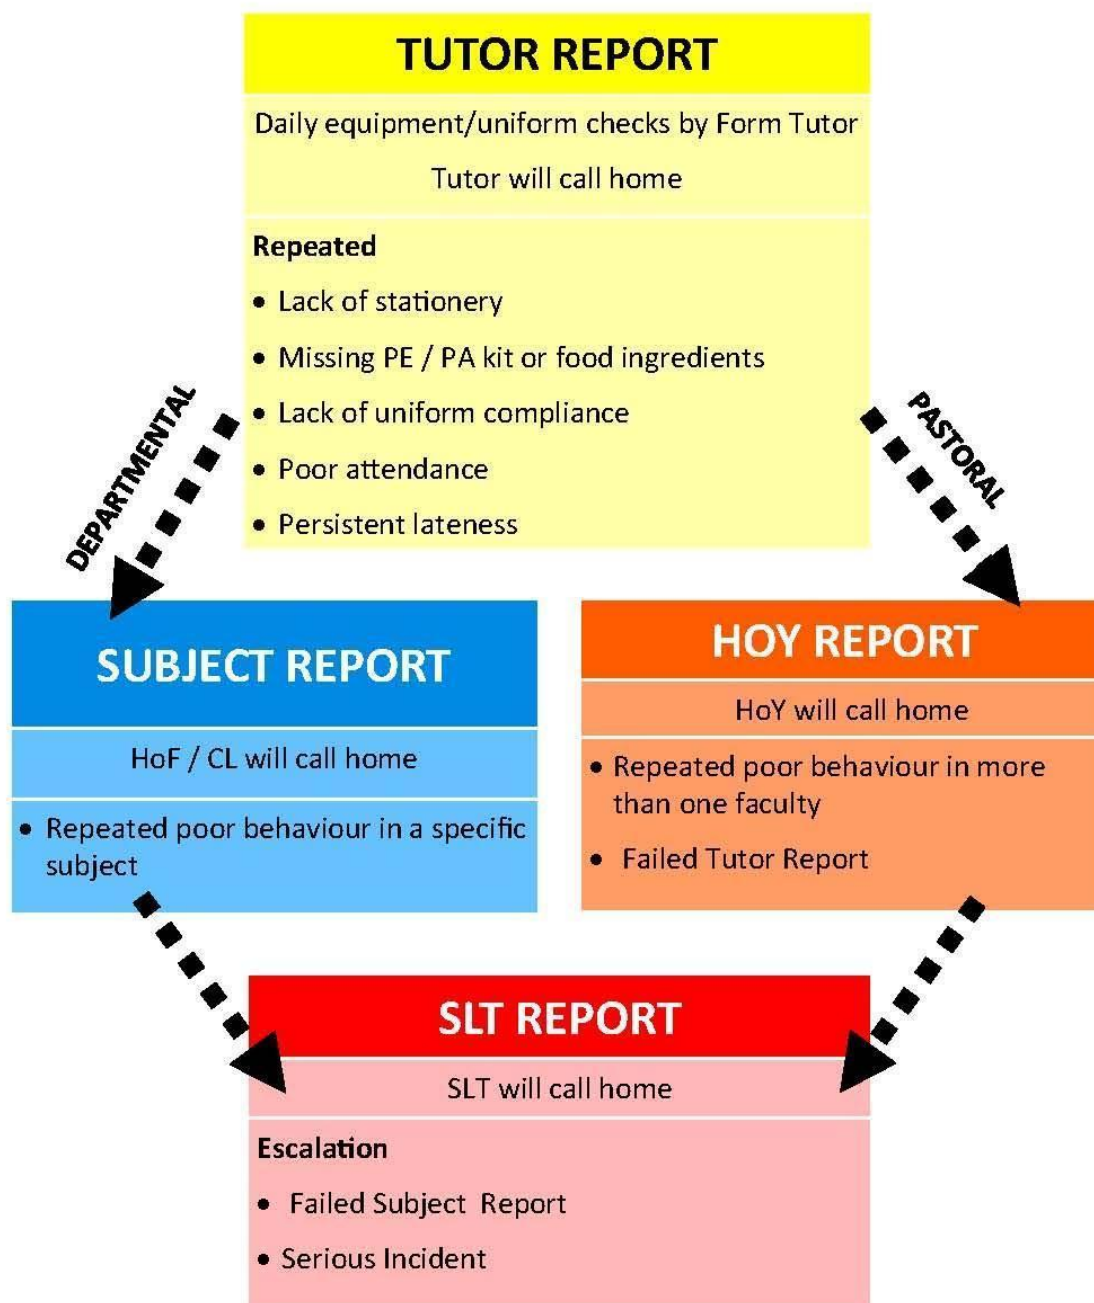 TUTOR REPORT
Daily equipment/uniform checks by Form Tutor
Tutor will call home
Repeated
• Lack of stationery
• Missing PE / PA kit or food ingredients
• Lack of uniform compliance
• Poor attendance
• Persistent lateness
DEPARTMENTAL
PASTORAL
SUBJECT REPORT
HoF / CL will call home
• Repeated poor behaviour in a specific
subject
HOY REPORT
HoY will call home
• Repeated poor behaviour in more
than one faculty
• Failed Tutor Report
SLT REPORT
SLT will call home
Escalation
• Failed Subject Report
• Serious Incident